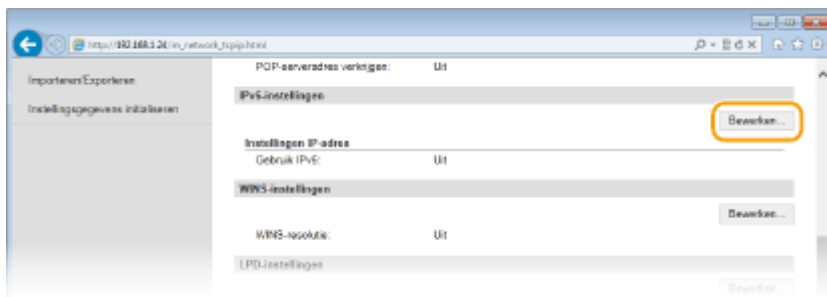 http://192.168.1.24/m_network_tcpip.html
POP-serveradres verkrijgen: Uit
Importeren/Exporteren
IPv6-instellingen
Instellingsgegevens initialiseren
Bewerken...
Instellingen IP-adres
Gebruik IPv6: Uit
WINS-instellingen
Bewerken...
WINS-resolutie: Uit
LPD-instellingen
Bewerken...